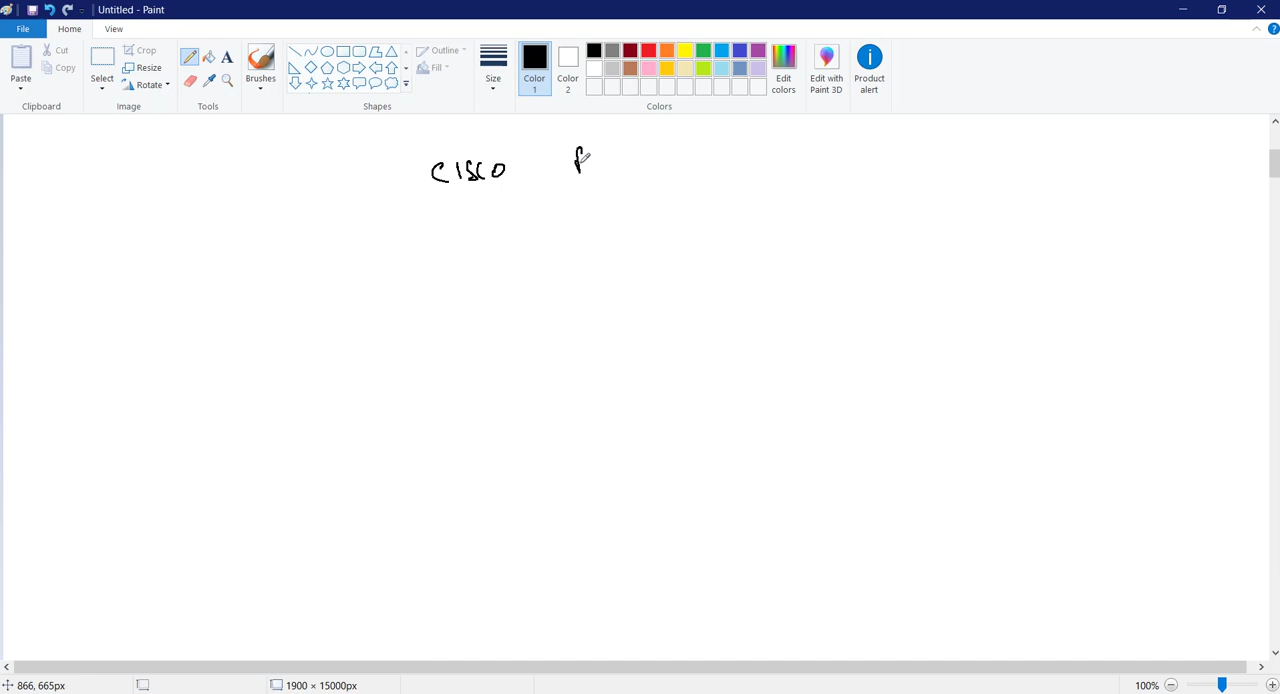 Untitled - Paint
File Home View
Paste Cut Copy Clipboard
Select Crop Resize Rotate Image
Tools
Brushes
Outline Fill Shapes
Size
Color 1 Color 2 Edit colors Colors
Edit with Paint 3D
Product alert
CISCO
866, 665px 1900 × 15000px 100%